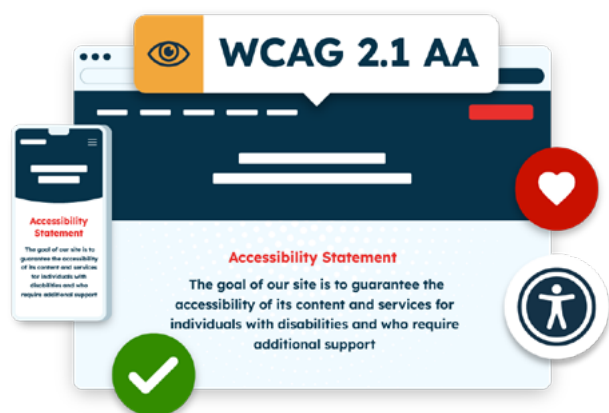 WCAG 2.1 AA
Accessibility
Statement
The goal of our site is to
guarantee the accessibility
of its content and services
for individuals with
disabilities and who
require additional support
Accessibility Statement
The goal of our site is to guarantee the
accessibility of its content and services for
individuals with disabilities and who require
additional support